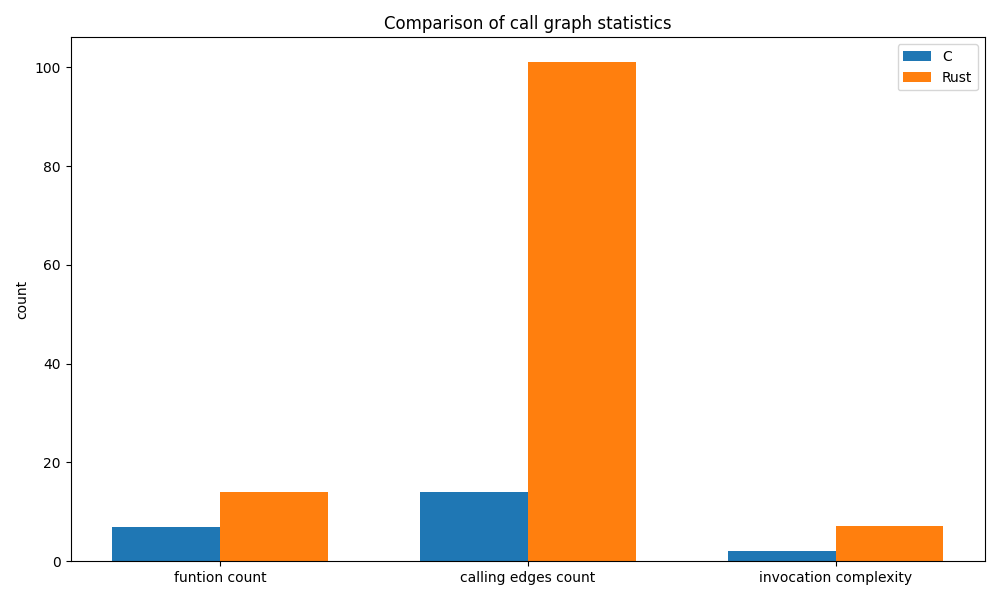 Comparison of call graph statistics
C
Rust
count
100
80
60
40
20
0
funtion count
calling edges count
invocation complexity